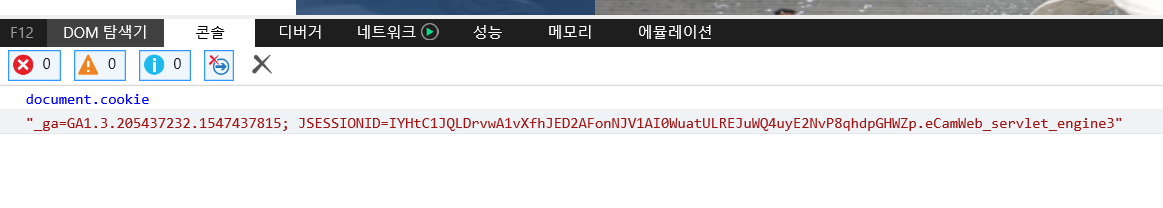 F12 DOM 탐색기 콘솔 디버거 네트워크 성능 메모리 에뮬레이션
0 0 0
document.cookie
"_ga=GA1.3.205437232.1547437815; JSESSIONID=IYHtC1JQLDrvwA1vXfhJED2AFonNJV1AI0WuatULREJuWQ4uyE2NvP8qhdpGHWZp.eCamWeb_servlet_engine3"